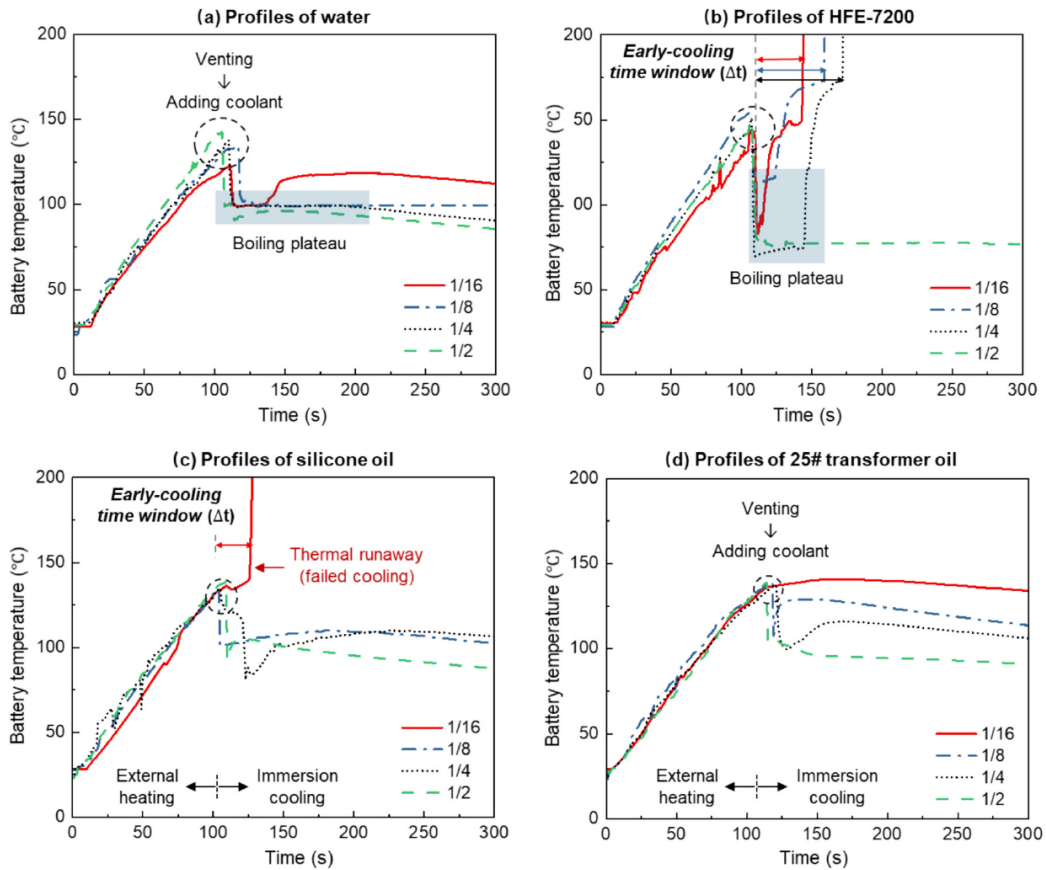 (a) Profiles of water
200
150
100
50
0
Battery temperature (°C)
Venting
Adding coolant
Boiling plateau
1/16
1/8
1/4
1/2
0
50
100
150
200
250
300
Time (s)
(b) Profiles of HFE-7200
200
50
00
50
0
Battery temperature (°C)
Early-cooling
time window (Δt)
Boiling plateau
1/16
1/8
1/4
1/2
0
50
100
150
200
250
300
Time (s)
(c) Profiles of silicone oil
200
150
100
50
0
Battery temperature (°C)
Early-cooling
time window (Δt)
Thermal runaway
(failed cooling)
1/16
1/8
1/4
1/2
External
heating
Immersion
cooling
0
50
100
150
200
250
300
Time (s)
(d) Profiles of 25# transformer oil
200
150
100
50
0
Battery temperature (°C)
Venting
Adding coolant
1/16
1/8
1/4
1/2
External
heating
Immersion
cooling
0
50
100
150
200
250
300
Time (s)